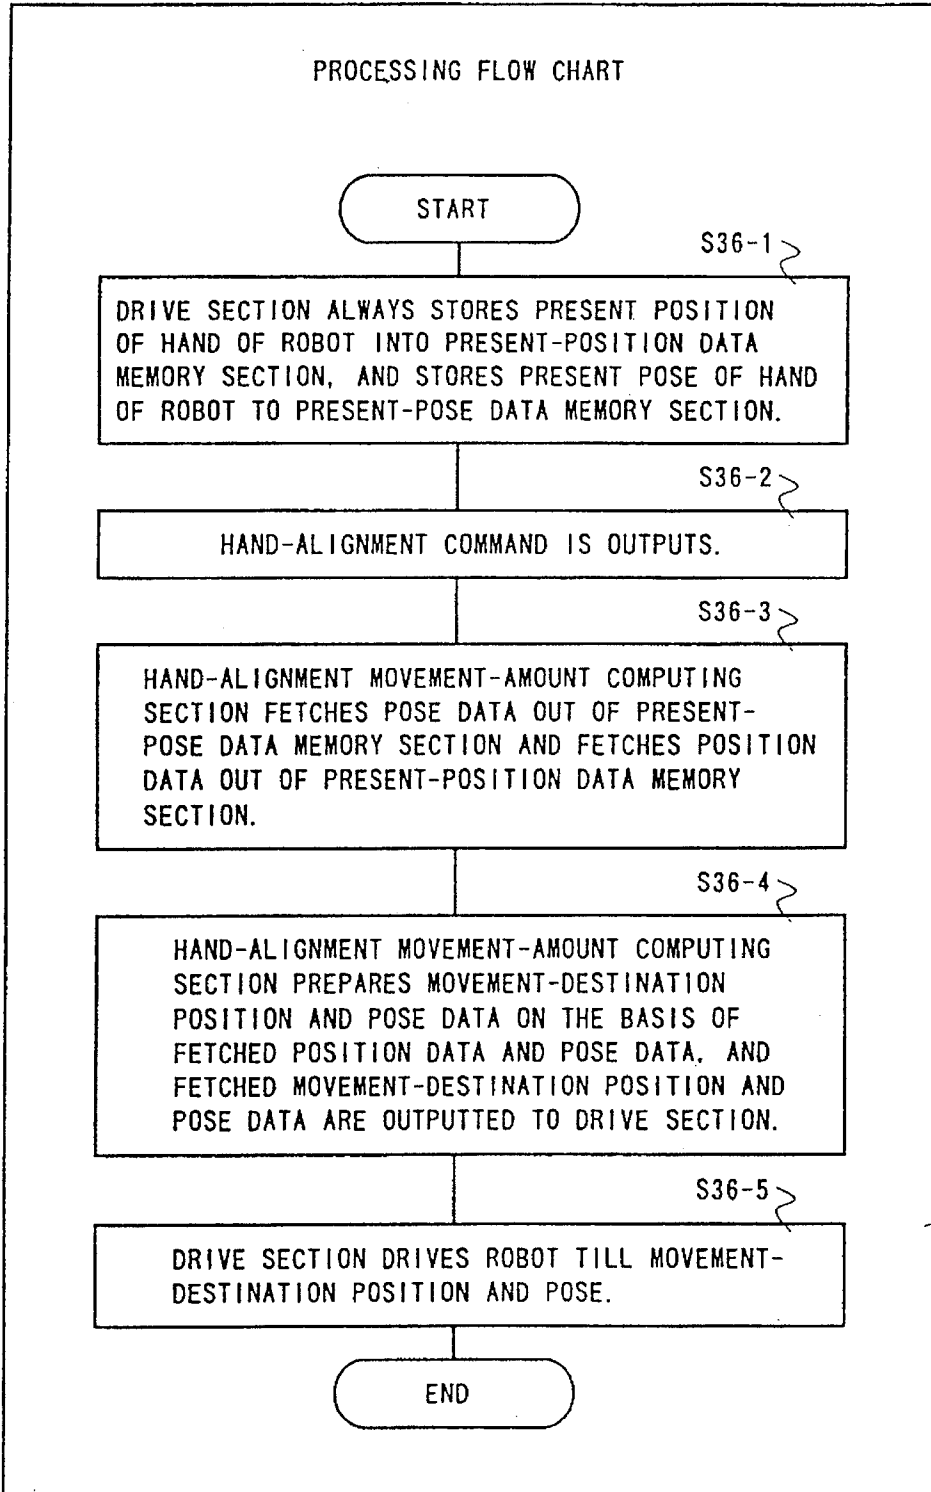 PROCESSING FLOW CHART
START
S36-1
DRIVE SECTION ALWAYS STORES PRESENT POSITION
OF HAND OF ROBOT INTO PRESENT-POSITION DATA
MEMORY SECTION, AND STORES PRESENT POSE OF HAND
OF ROBOT TO PRESENT-POSE DATA MEMORY SECTION.
S36-2
HAND-ALIGNMENT COMMAND IS OUTPUTS.
S36-3
HAND-ALIGNMENT MOVEMENT-AMOUNT COMPUTING
SECTION FETCHES POSE DATA OUT OF PRESENT-
POSE DATA MEMORY SECTION AND FETCHES POSITION
DATA OUT OF PRESENT-POSITION DATA MEMORY
SECTION.
S36-4
HAND-ALIGNMENT MOVEMENT-AMOUNT COMPUTING
SECTION PREPARES MOVEMENT-DESTINATION
POSITION AND POSE DATA ON THE BASIS OF
FETCHED POSITION DATA AND POSE DATA, AND
FETCHED MOVEMENT-DESTINATION POSITION AND
POSE DATA ARE OUTPUTTED TO DRIVE SECTION.
S36-5
DRIVE SECTION DRIVES ROBOT TILL MOVEMENT-
DESTINATION POSITION AND POSE.
END